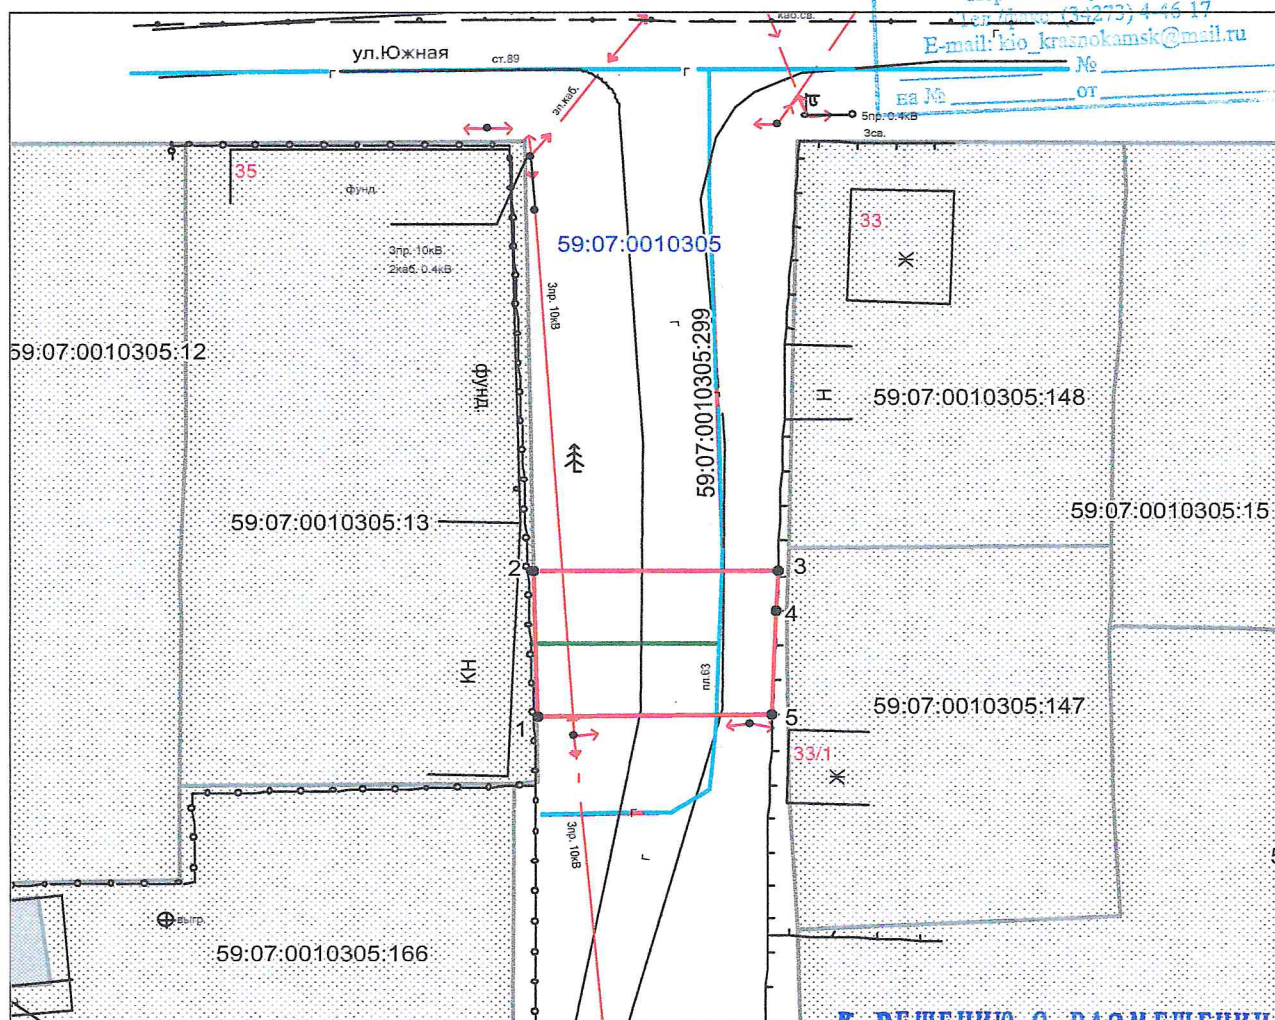 каб.св.
Тел./факс (34273) 4-46-17
E-mail: kio_krasnokamsk@mail.ru
№
на № от
ул.Южная
ст.89
г
г
г
эл.каб.
5пр. 0.4кВ
3св.
35
фунд.
33
Ж
3пр. 10кВ
2каб. 0.4кВ
59:07:0010305
3пр. 10кВ
59:07:0010305:299
г
59:07:0010305:12
фунд.
Н
59:07:0010305:148
59:07:0010305:13
59:07:0010305:15
2
3
4
КН
пл.63
59:07:0010305:147
1
5
33/1
Ж
г
3пр. 10кВ
г
выгр.
59:07:0010305:166
К РЕШЕНИЮ О РАЗМЕЩЕНИИ